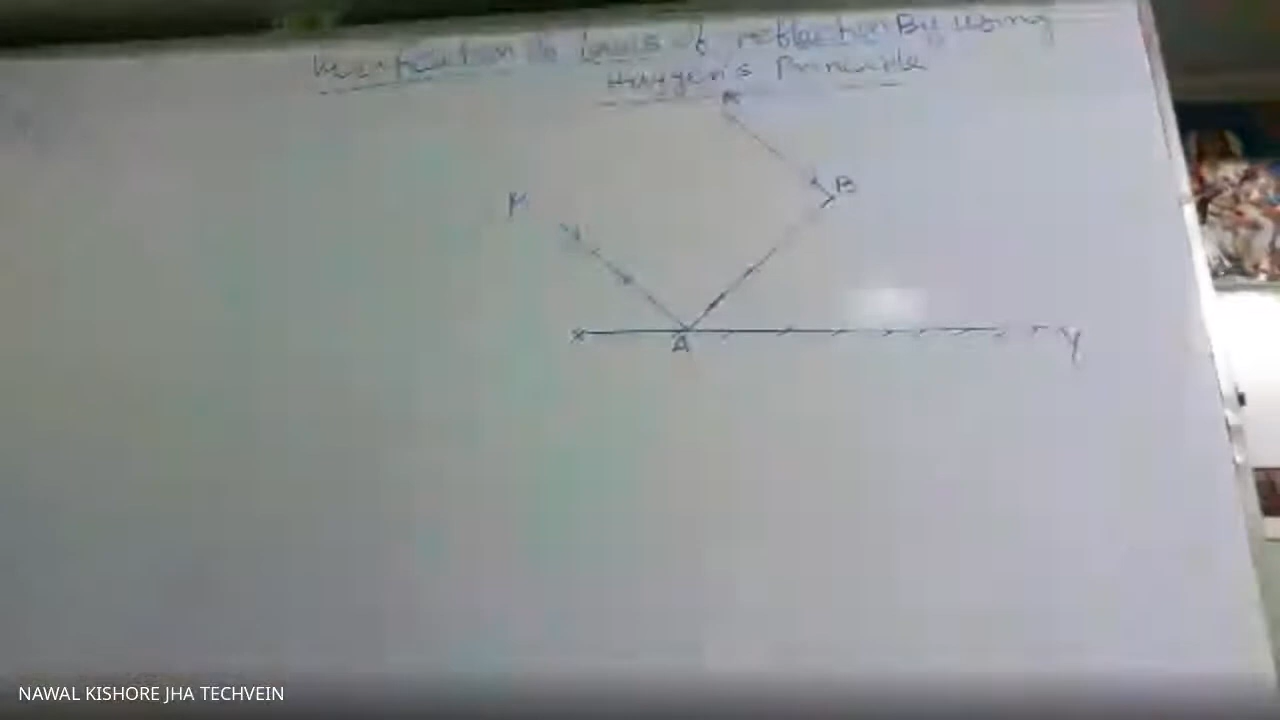 Verification of laws of reflection By Using
Huygen's Principle
B
X
A
Y
NAWAL KISHORE JHA TECHVEIN